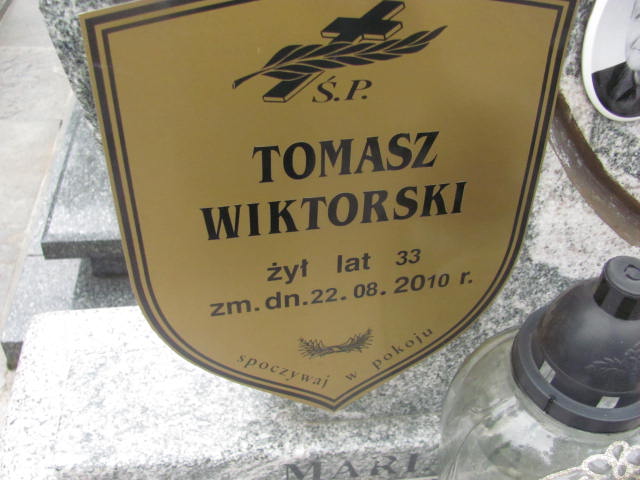 Ś.P.
TOMASZ
WIKTORSKI
żył lat 33
zm. dn. 22. 08. 2010 r.
spoczywaj w pokoju